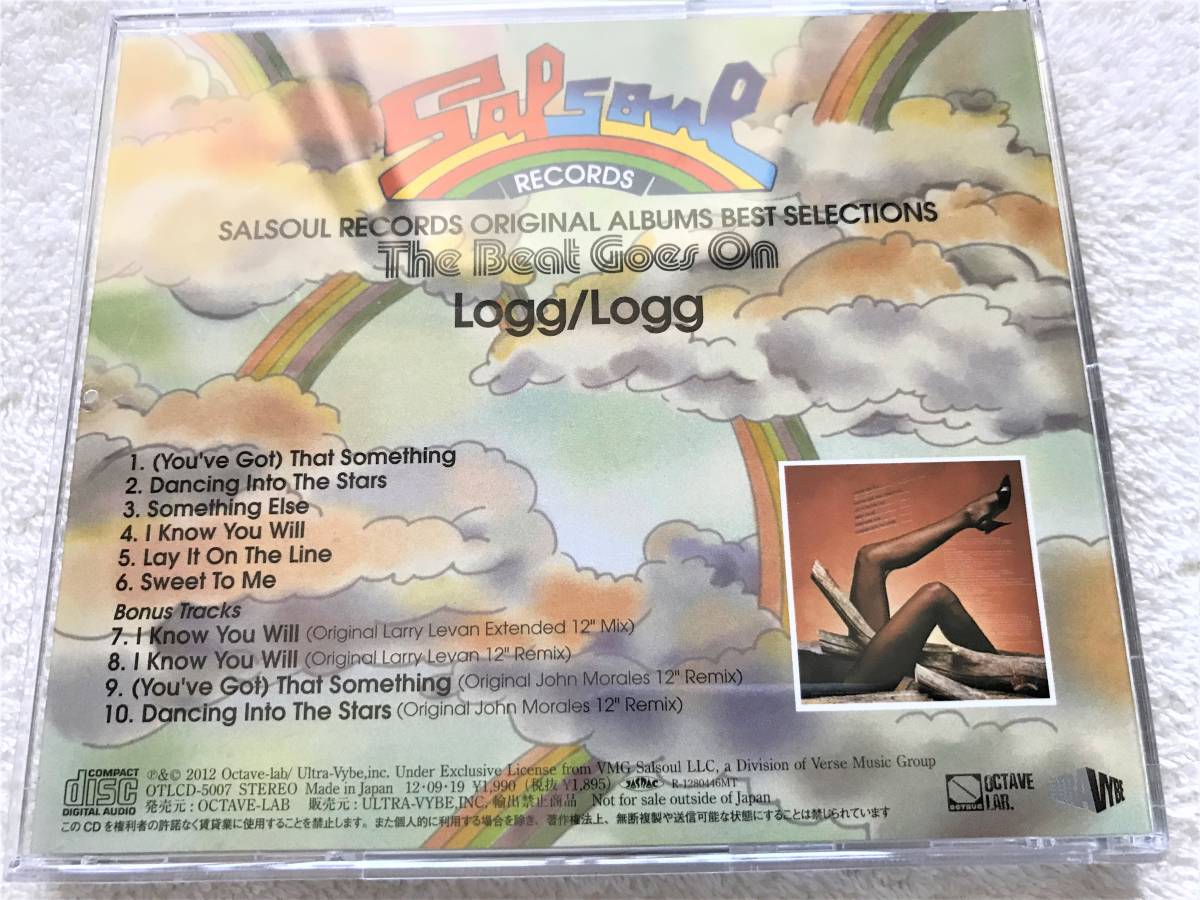 Salsoul
RECORDS
SALSOUL RECORDS ORIGINAL ALBUMS BEST SELECTIONS
The Beat Goes On
Logg/Logg
1. (You've Got) That Something
2. Dancing Into The Stars
3. Something Else
4. I Know You Will
5. Lay It On The Line
6. Sweet To Me
Bonus Tracks
7. I Know You Will (Original Larry Levan Extended 12" Mix)
8. I Know You Will (Original Larry Levan 12" Remix)
9. (You've Got) That Something (Original John Morales 12" Remix)
10. Dancing Into The Stars (Original John Morales 12" Remix)
COMPACT
disc
DIGITAL AUDIO
℗&© 2012 Octave-lab/ Ultra-Vybe,inc. Under Exclusive License from VMG Salsoul LLC, a Division of Verse Music Group
OTLCD-5007 STEREO Made in Japan 12・09・19 ¥1,990 (税抜 ¥1,895) JASRAC R-1280446MT
発売元 : OCTAVE-LAB 販売元 : ULTRA-VYBE,INC. 輸出禁止商品 Not for sale outside of Japan
このCDを権利者の許諾なく賃貸業に使用することを禁止します。また個人的に利用する場合を除き、著作権法上、無断複製や送信可能な状態にすることは禁じられています
OCTAVE
OCTAVE
LAB.
ULTRA VYBE